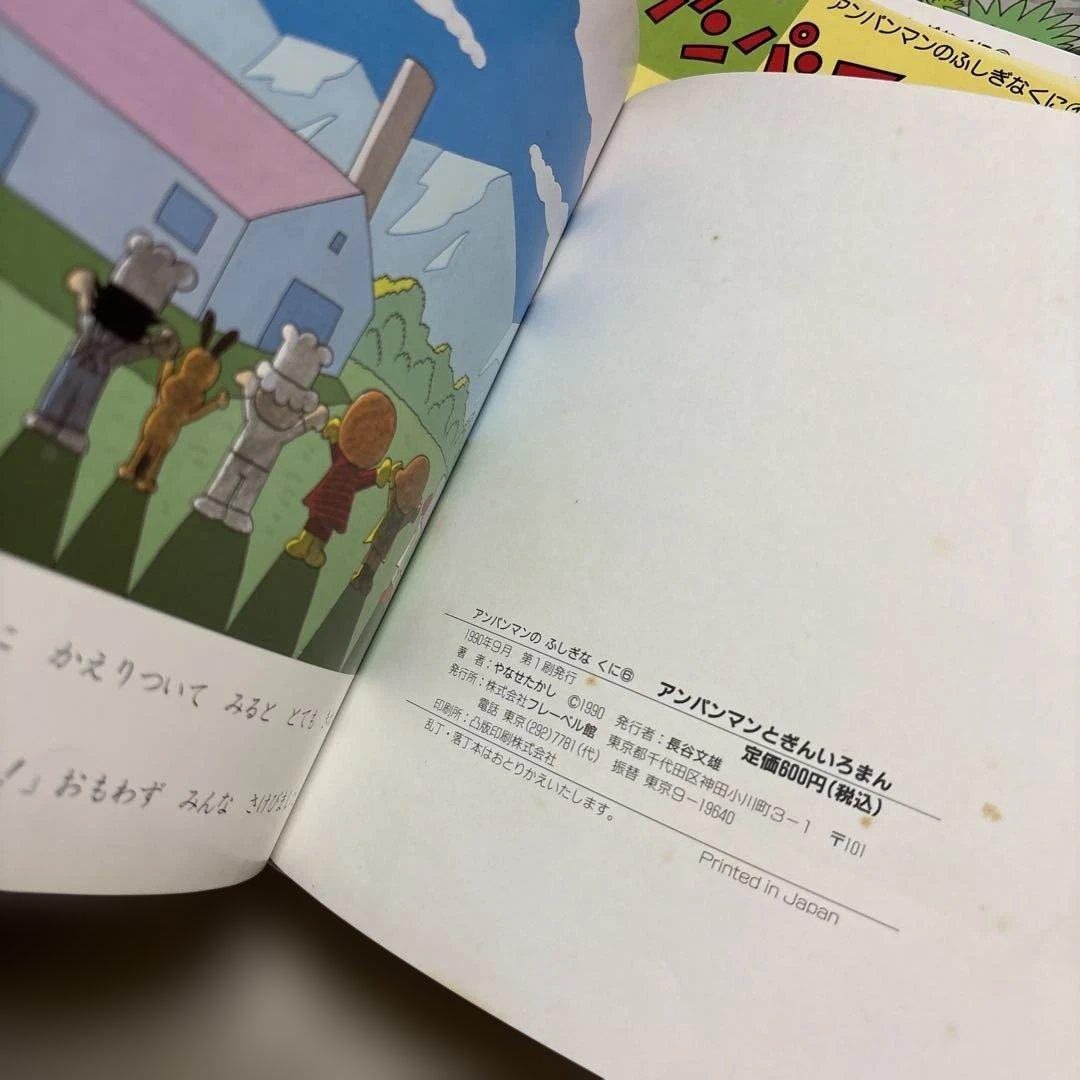 アンパンマンのふしぎなくに
アンパ
かえりついて みると とても
!」おもわず みんな さけびま
アンパンマンの ふしぎな くに⑥ アンパンマンとぎんいろまん
1990年9月 第1刷発行 定価600円(税込)
著 者:やなせたかし ©1990 発行者:長谷文雄
発行所:株式会社フレーベル館 東京都千代田区神田小川町3-1 〒101
電話 東京(292)7781(代) 振替 東京9-19640
印刷所:凸版印刷株式会社
乱丁・落丁本はおとりかえいたします。
Printed in Japan